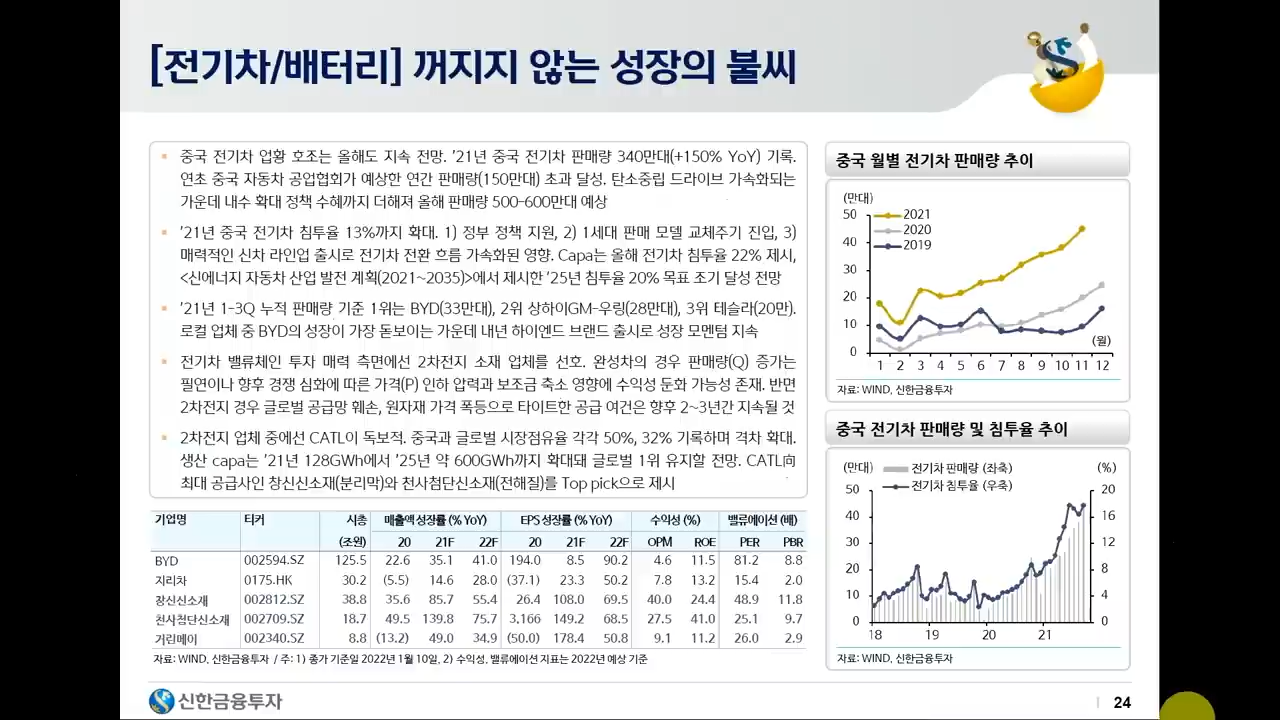 [전기차/배터리] 꺼지지 않는 성장의 불씨
중국 전기차 업황 호조는 올해도 지속 전망. '21년 중국 전기차 판매량 340만대(+150% YoY) 기록.
연초 중국 자동차 공업협회가 예상한 연간 판매량(150만대) 초과 달성. 탄소중립 드라이브 가속화되는
가운데 내수 확대 정책 수혜까지 더해져 올해 판매량 500-600만대 예상
'21년 중국 전기차 침투율 13%까지 확대. 1) 정부 정책 지원, 2) 1세대 판매 모델 교체주기 진입, 3)
매력적인 신차 라인업 출시로 전기차 전환 흐름 가속화된 영향. Capa는 올해 전기차 침투율 22% 제시,
<신에너지 자동차 산업 발전 계획(2021~2035)>에서 제시한 '25년 침투율 20% 목표 조기 달성 전망
'21년 1-3Q 누적 판매량 기준 1위는 BYD(33만대), 2위 상하이GM-우링(28만대), 3위 테슬라(20만).
로컬 업체 중 BYD의 성장이 가장 돋보이는 가운데 내년 하이엔드 브랜드 출시로 성장 모멘텀 지속
전기차 밸류체인 투자 매력 측면에선 2차전지 소재 업체를 선호. 완성차의 경우 판매량(Q) 증가는
필연이나 향후 경쟁 심화에 따른 가격(P) 인하 압력과 보조금 축소 영향에 수익성 둔화 가능성 존재. 반면
2차전지 경우 글로벌 공급망 훼손, 원자재 가격 폭등으로 타이트한 공급 여건은 향후 2~3년간 지속될 것
2차전지 업체 중에선 CATL이 독보적. 중국과 글로벌 시장점유율 각각 50%, 32% 기록하며 격차 확대.
생산 capa는 '21년 128GWh에서 '25년 약 600GWh까지 확대돼 글로벌 1위 유지할 전망. CATL向
최대 공급사인 창신신소재(분리막)와 천사첨단신소재(전해질)를 Top pick으로 제시
기업명 티커 시총 매출액 성장률 (% YoY) EPS 성장률 (% YoY) 수익성 (%) 밸류에이션 (배)
(조원) 20 21F 22F 20 21F 22F OPM ROE PER PBR
BYD 002594.SZ 125.5 22.6 35.1 41.0 194.0 8.5 90.2 4.6 11.5 81.2 8.8
지리차 0175.HK 30.2 (5.5) 14.6 28.0 (37.1) 23.3 50.2 7.8 13.2 15.4 2.0
창신신소재 002812.SZ 38.8 35.6 85.7 55.4 26.4 108.0 69.5 40.0 24.4 48.9 11.8
천사첨단신소재 002709.SZ 18.7 49.5 139.8 75.7 3,166 149.2 68.5 27.5 41.0 25.1 9.7
거린메이 002340.SZ 8.8 (13.2) 49.0 34.9 (50.0) 178.4 50.8 9.1 11.2 26.0 2.9
자료: WIND, 신한금융투자 / 주: 1) 종가 기준일 2022년 1월 10일, 2) 수익성, 밸류에이션 지표는 2022년 예상 기준
중국 월별 전기차 판매량 추이
(만대)
50
40
30
20
10
0
2021
2020
2019
(월)
1 2 3 4 5 6 7 8 9 10 11 12
자료: WIND, 신한금융투자
중국 전기차 판매량 및 침투율 추이
(만대) 전기차 판매량 (좌축) (%)
전기차 침투율 (우축)
50 20
40 16
30 12
20 8
10 4
0 0
18 19 20 21
자료: WIND, 신한금융투자
신한금융투자
24